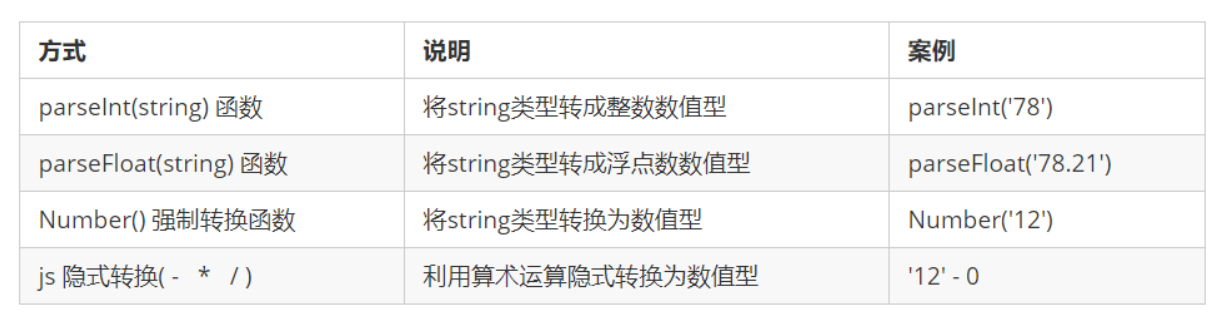 方式 说明 案例
parseInt(string) 函数 将string类型转成整数数值型 parseInt('78')
parseFloat(string) 函数 将string类型转成浮点数数值型 parseFloat('78.21')
Number() 强制转换函数 将string类型转换为数值型 Number('12')
js 隐式转换( - * / ) 利用算术运算隐式转换为数值型 '12' - 0